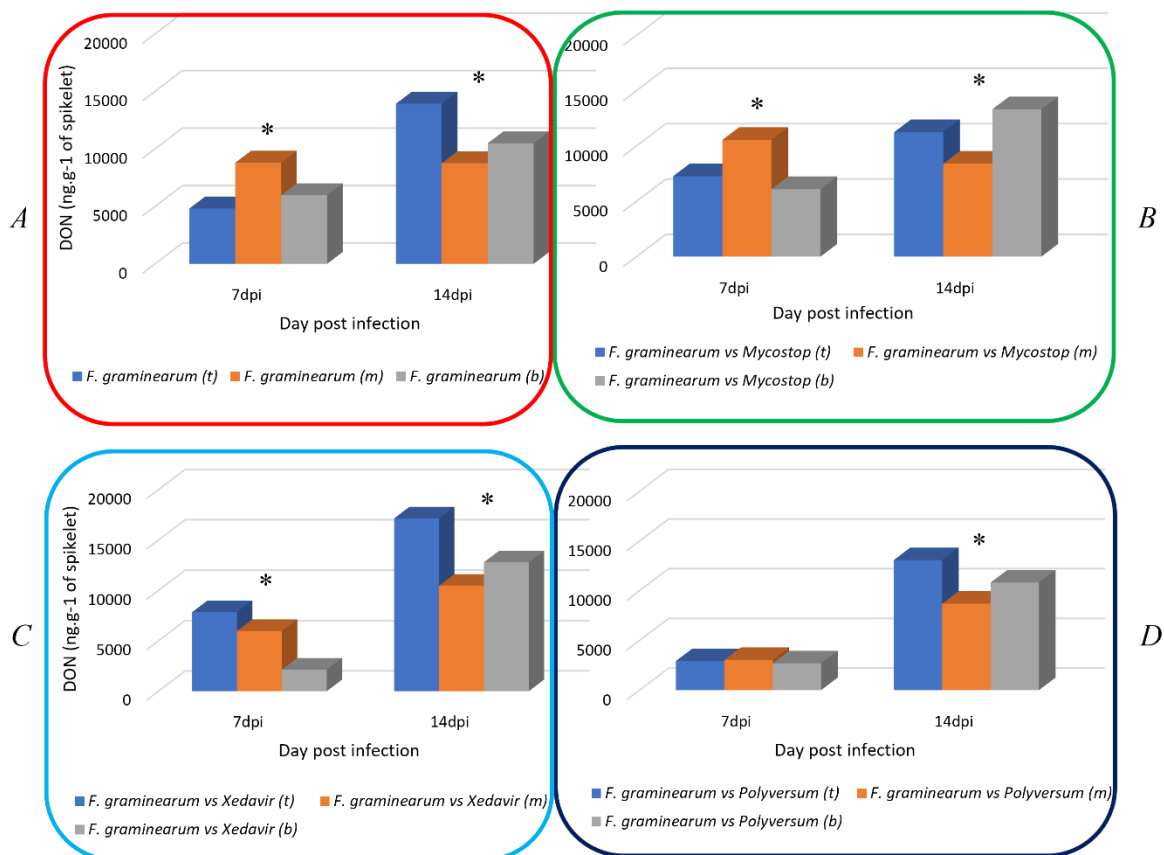 A
DON (ng.g-1 of spikelet)
20000
15000
10000
5000
0
*
*
7dpi
14dpi
Day post infection
F. graminearum (t)
F. graminearum (m)
F. graminearum (b)
B
20000
15000
10000
5000
0
*
*
7dpi
14dpi
Day post infection
F. graminearum vs Mycostop (t)
F. graminearum vs Mycostop (m)
F. graminearum vs Mycostop (b)
C
DON (ng.g-1 of spikelet)
20000
15000
10000
5000
0
*
*
7dpi
14dpi
Day post infection
F. graminearum vs Xedavir (t)
F. graminearum vs Xedavir (m)
F. graminearum vs Xedavir (b)
D
20000
15000
10000
5000
0
*
7dpi
14dpi
Day post infection
F. graminearum vs Polyversum (t)
F. graminearum vs Polyversum (m)
F. graminearum vs Polyversum (b)